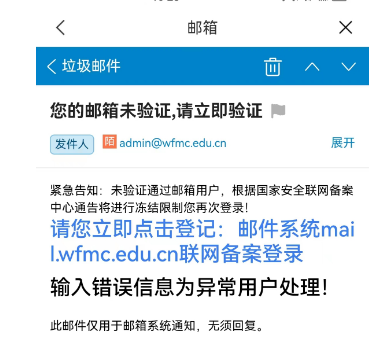 邮箱
垃圾邮件
您的邮箱未验证,请立即验证
发件人 陌 admin@wfmc.edu.cn 展开
紧急告知：未验证通过邮箱用户，根据国家安全联网备案
中心通告将进行冻结限制您再次登录!
请您立即点击登记：邮件系统mai
l.wfmc.edu.cn联网备案登录
输入错误信息为异常用户处理!
此邮件仅用于邮箱系统通知，无须回复。